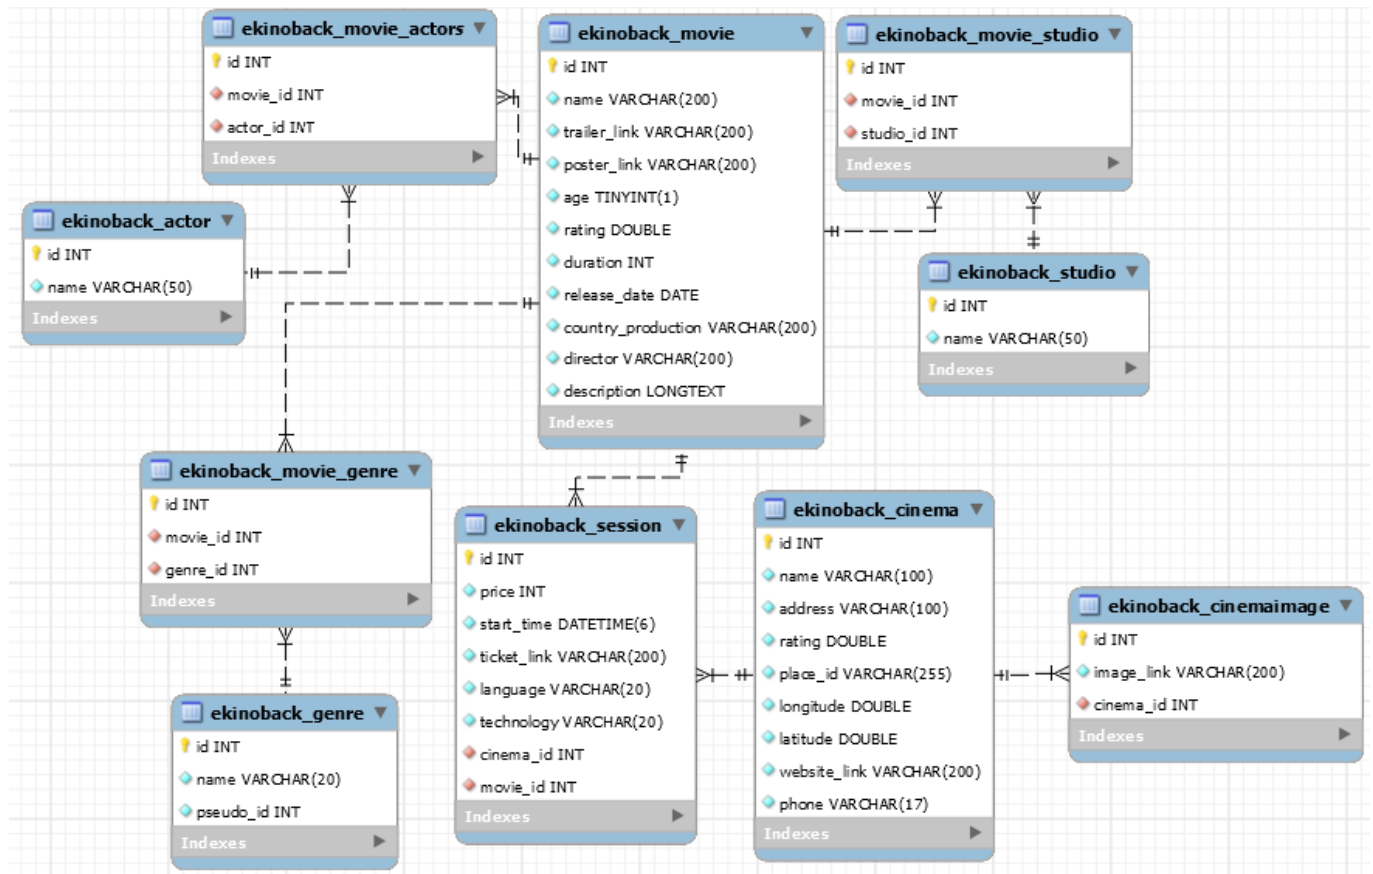 ekinoback_movie_actors
id INT
movie_id INT
actor_id INT
Indexes
ekinoback_movie
id INT
name VARCHAR(200)
trailer_link VARCHAR(200)
poster_link VARCHAR(200)
age TINYINT(1)
rating DOUBLE
duration INT
release_date DATE
country_production VARCHAR(200)
director VARCHAR(200)
description LONGTEXT
Indexes
ekinoback_movie_studio
id INT
movie_id INT
studio_id INT
Indexes
ekinoback_actor
id INT
name VARCHAR(50)
Indexes
ekinoback_studio
id INT
name VARCHAR(50)
Indexes
ekinoback_movie_genre
id INT
movie_id INT
genre_id INT
Indexes
ekinoback_session
id INT
price INT
start_time DATETIME(6)
ticket_link VARCHAR(200)
language VARCHAR(20)
technology VARCHAR(20)
cinema_id INT
movie_id INT
Indexes
ekinoback_cinema
id INT
name VARCHAR(100)
address VARCHAR(100)
rating DOUBLE
place_id VARCHAR(255)
longitude DOUBLE
latitude DOUBLE
website_link VARCHAR(200)
phone VARCHAR(17)
Indexes
ekinoback_cinemaimage
id INT
image_link VARCHAR(200)
cinema_id INT
Indexes
ekinoback_genre
id INT
name VARCHAR(20)
pseudo_id INT
Indexes